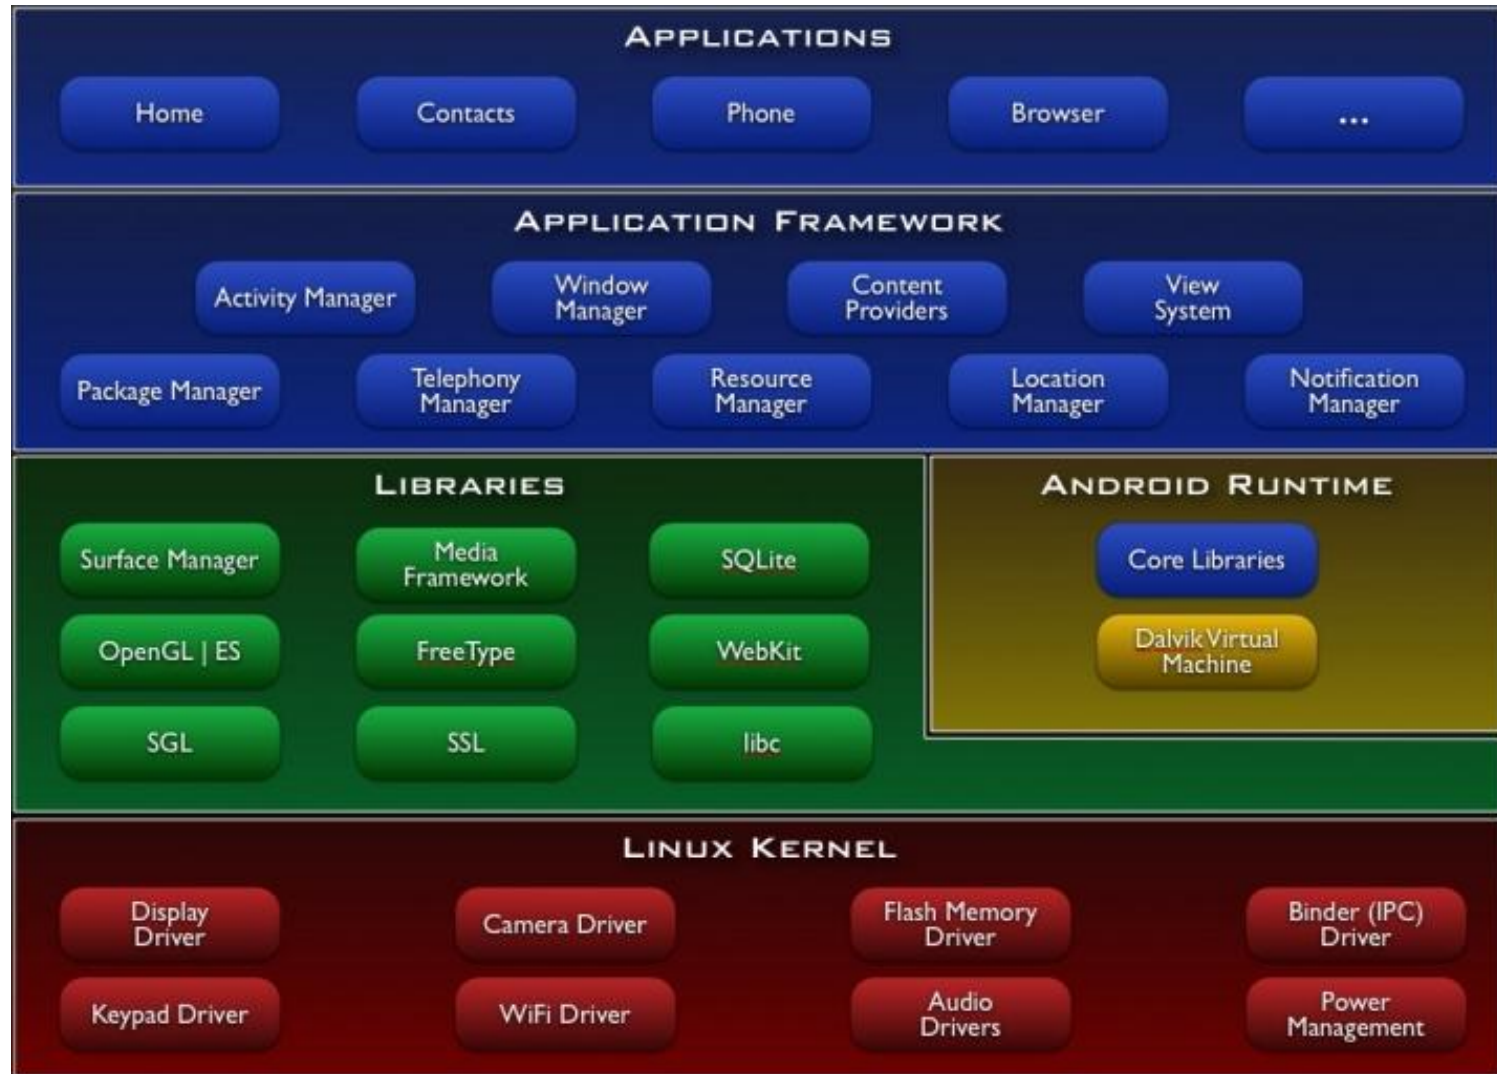 APPLICATIONS
Home
Contacts
Phone
Browser
...
APPLICATION FRAMEWORK
Activity Manager
Window
Manager
Content
Providers
View
System
Package Manager
Telephony
Manager
Resource
Manager
Location
Manager
Notification
Manager
LIBRARIES
Surface Manager
Media
Framework
SQLite
OpenGL | ES
FreeType
WebKit
SGL
SSL
libc
ANDROID RUNTIME
Core Libraries
Dalvik Virtual
Machine
LINUX KERNEL
Display
Driver
Camera Driver
Flash Memory
Driver
Binder (IPC)
Driver
Keypad Driver
WiFi Driver
Audio
Drivers
Power
Management